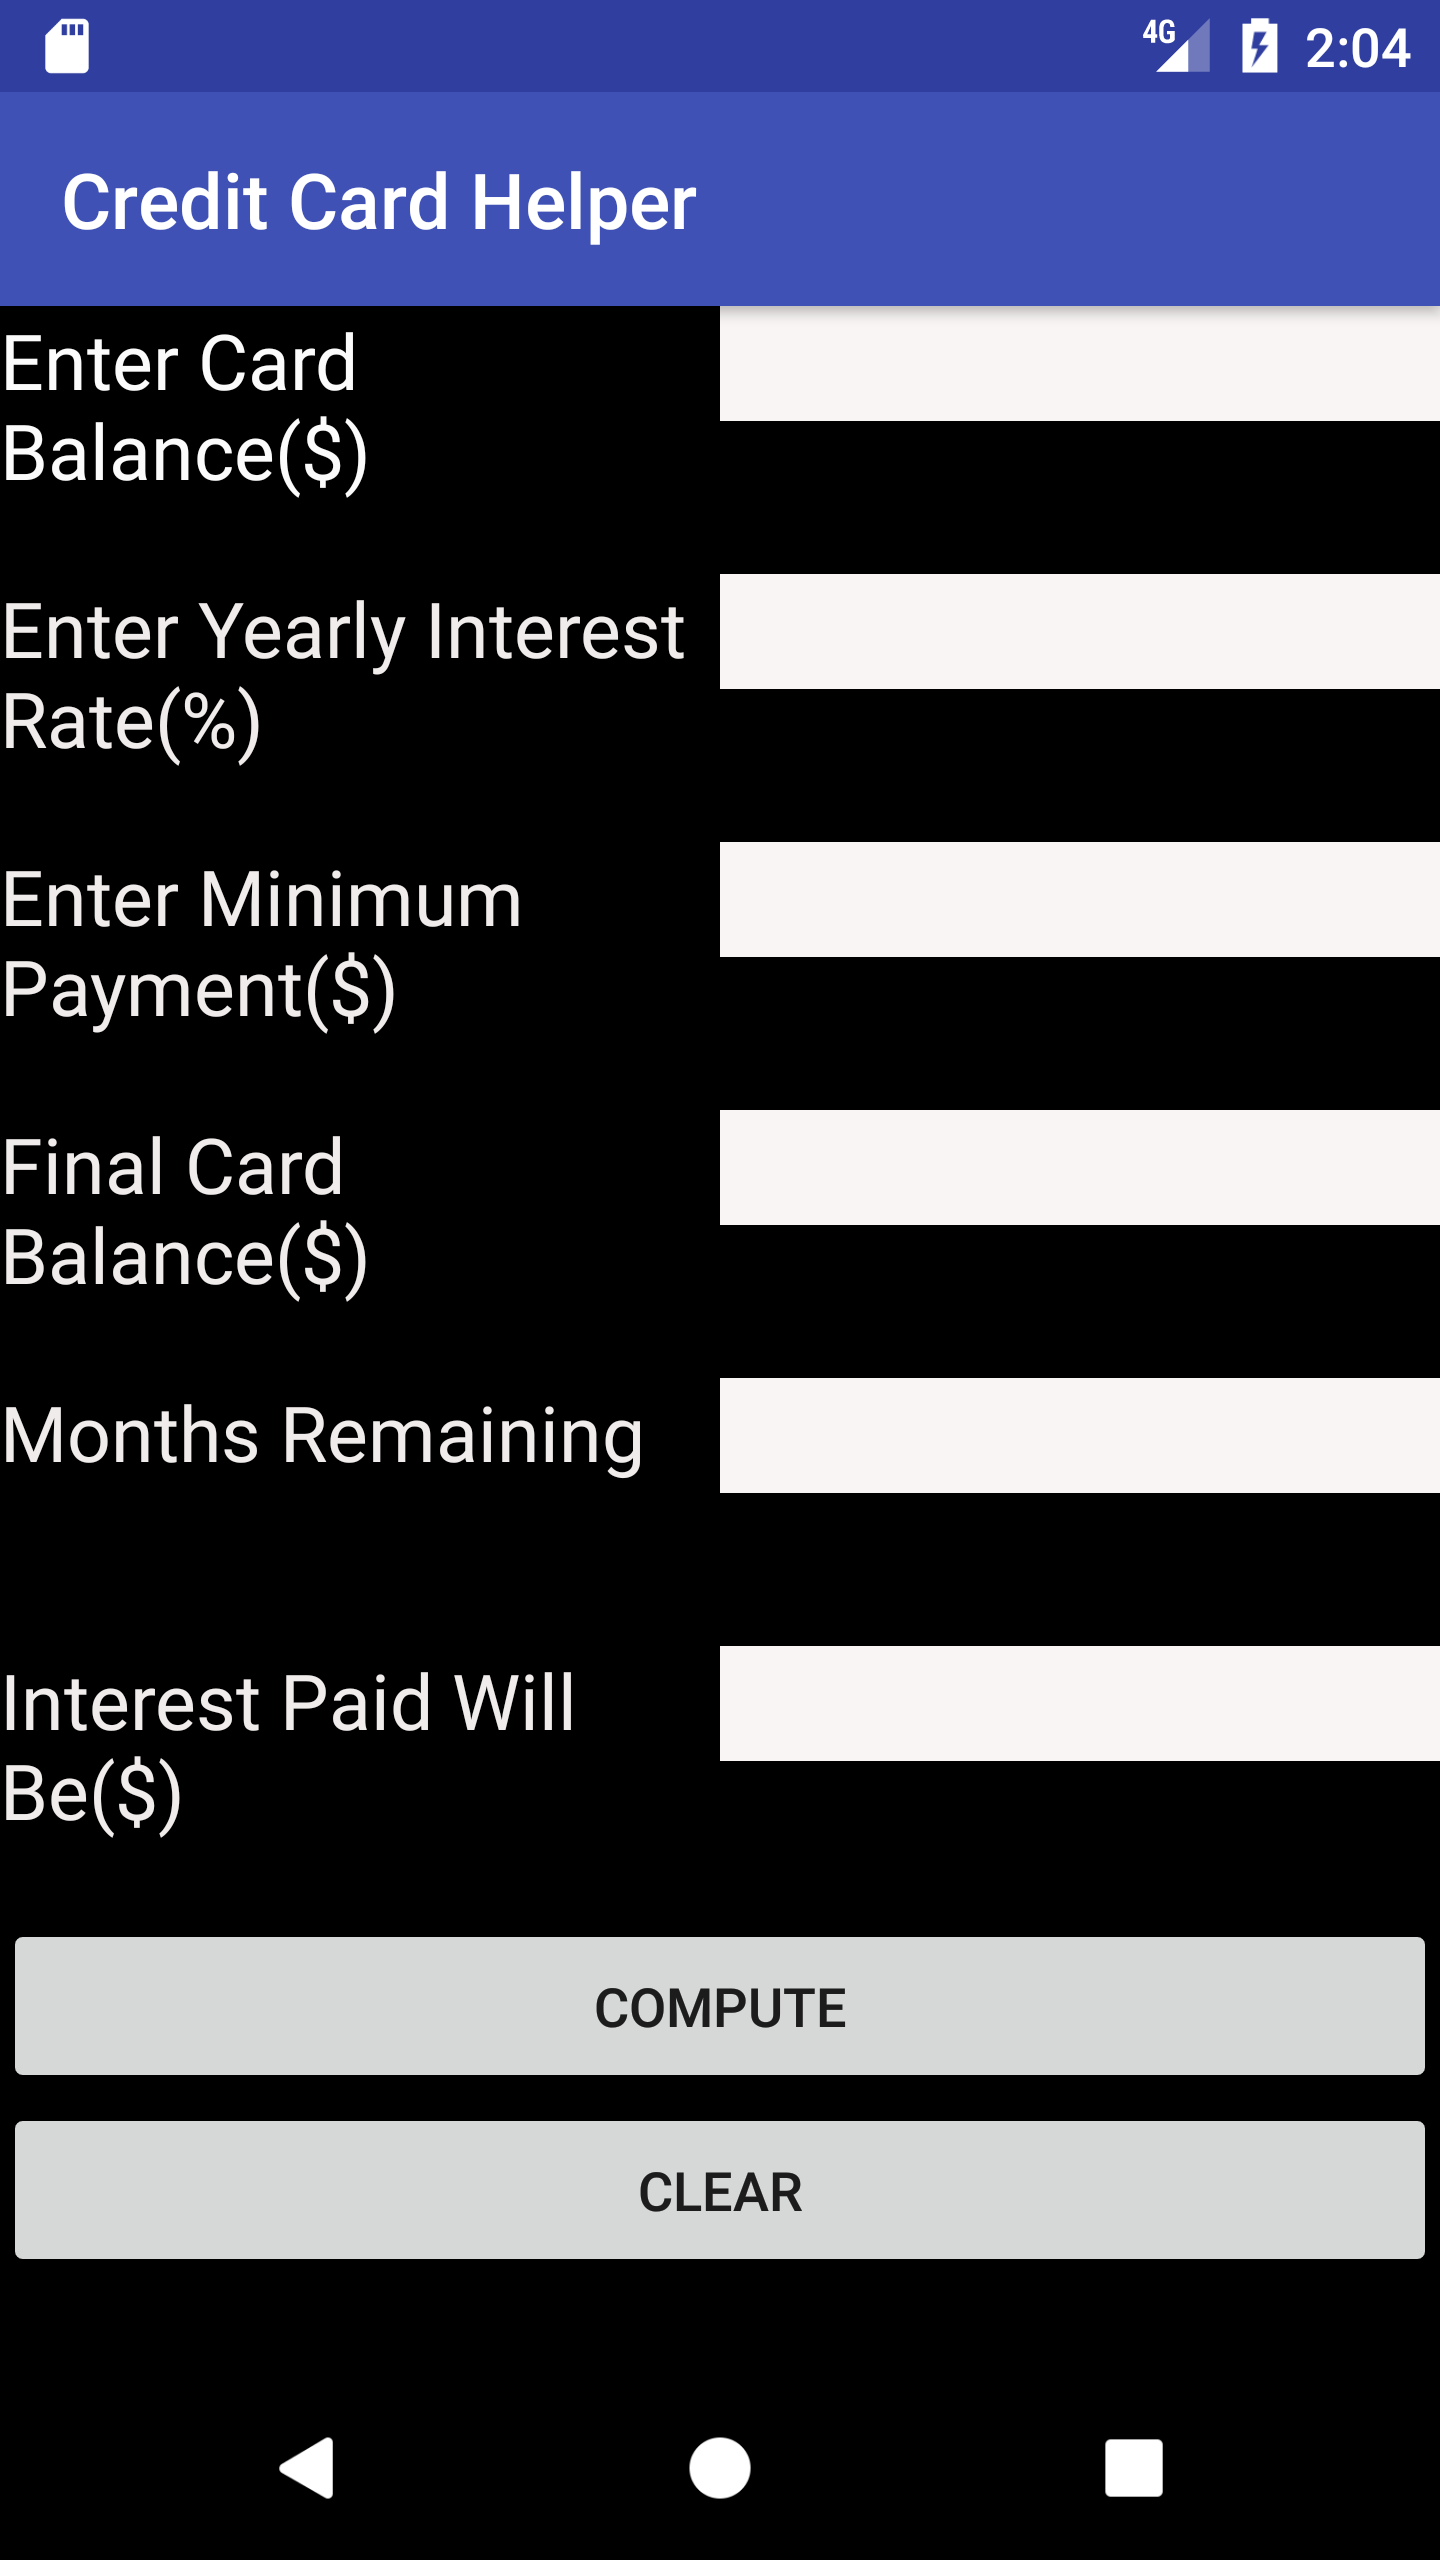 4G 2:04
Credit Card Helper
Enter Card
Balance($)
Enter Yearly Interest
Rate(%)
Enter Minimum
Payment($)
Final Card
Balance($)
Months Remaining
Interest Paid Will
Be($)
COMPUTE
CLEAR